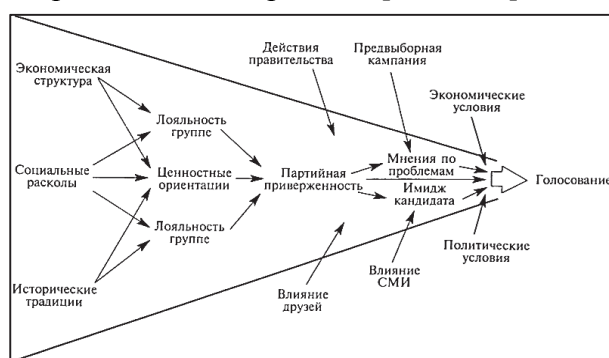 Действия
правительства
Предвыборная
кампания
Экономическая
структура
Экономические
условия
Лояльность
группе
Социальные
расколы
Ценностные
ориентации
Партийная
приверженность
Мнения по
проблемам
Имидж
кандидата
Голосование
Лояльность
группе
Политические
условия
Исторические
традиции
Влияние
друзей
Влияние
СМИ